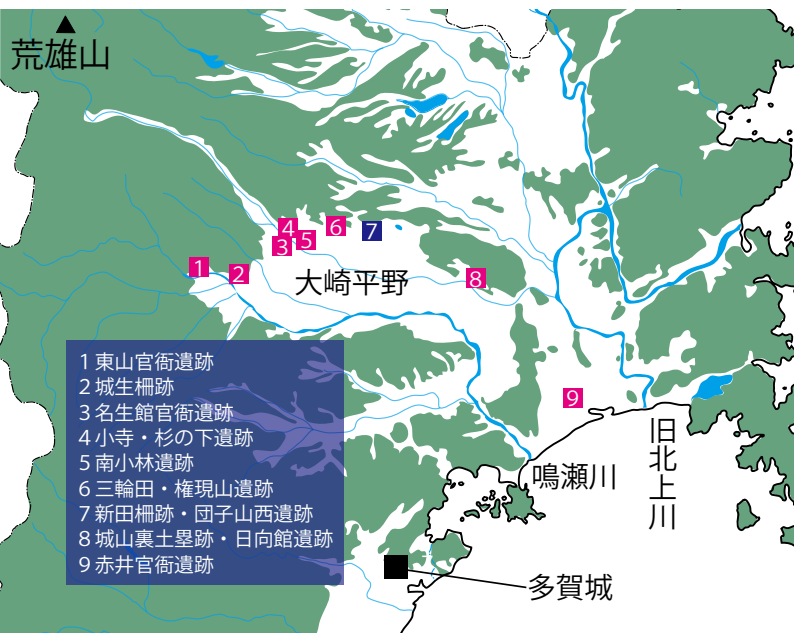 荒雄山
4
6
5
7
3
1
2
大崎平野
8
1 東山官衙遺跡
2 城生柵跡
3 名生館官衙遺跡
4 小寺・杉の下遺跡
5 南小林遺跡
6 三輪田・権現山遺跡
7 新田柵跡・団子山西遺跡
8 城山裏土塁跡・日向館遺跡
9 赤井官衙遺跡
9
鳴瀬川
旧北上川
多賀城